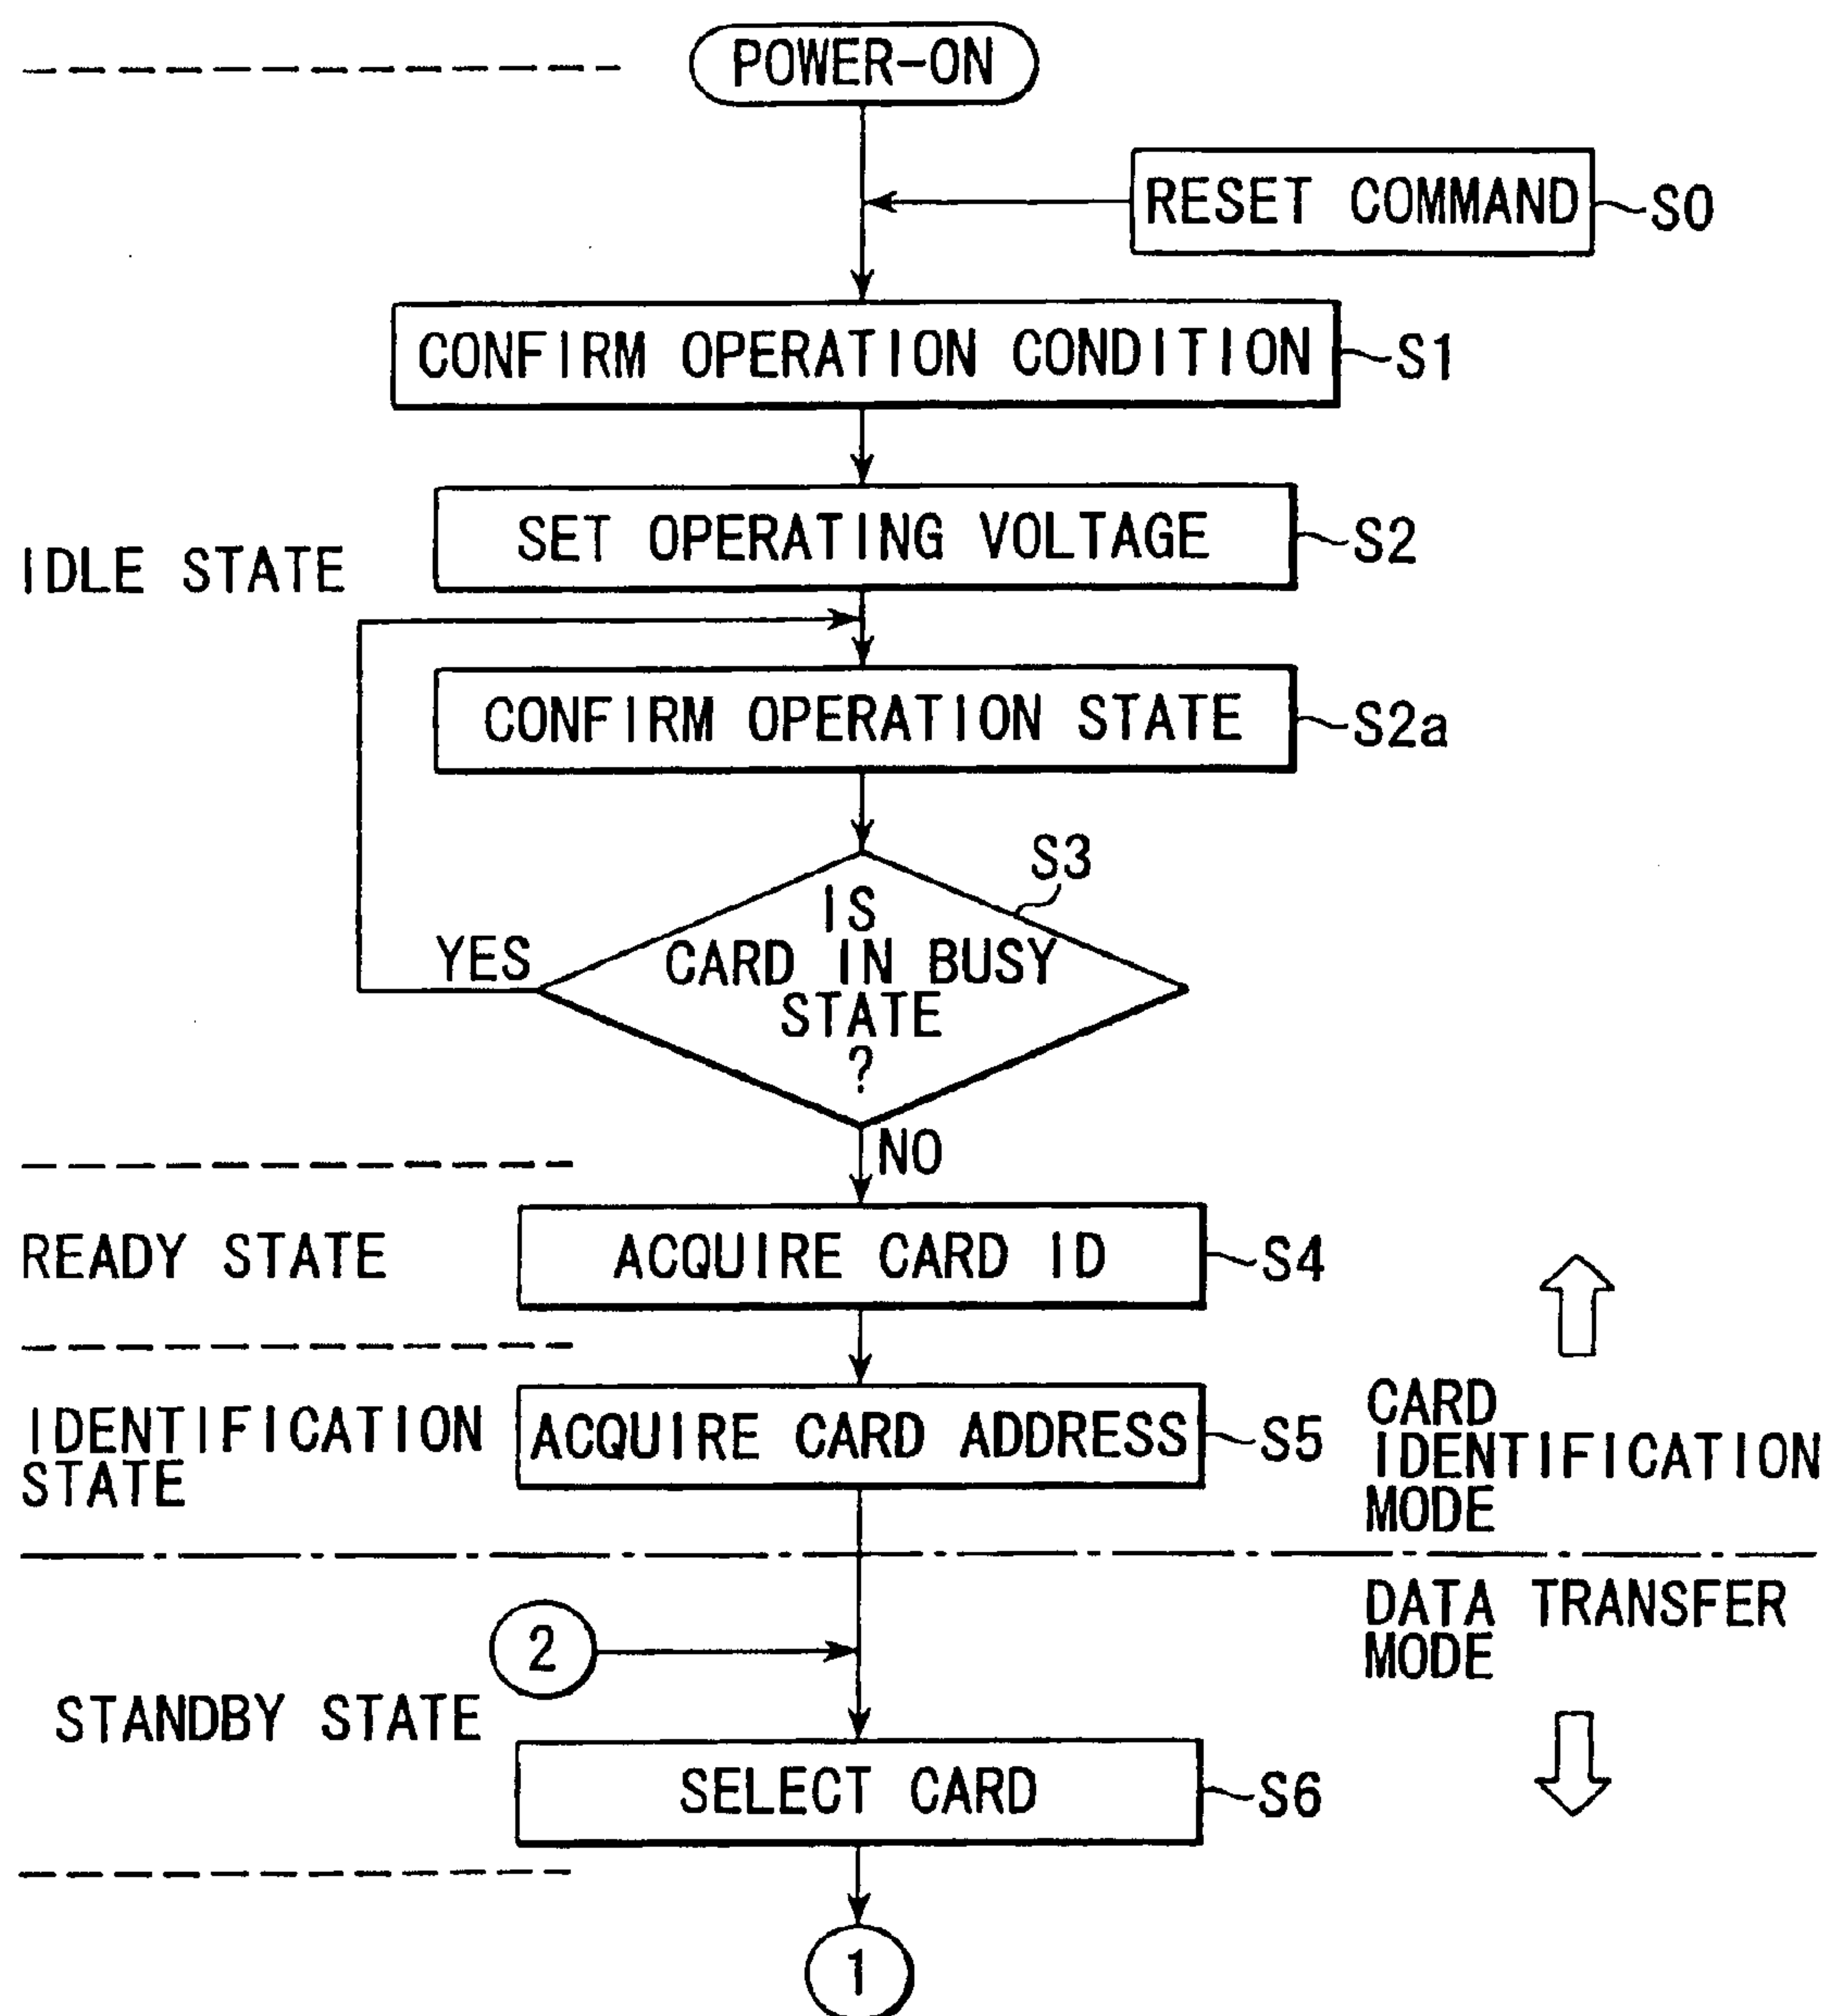 POWER-ON
RESET COMMAND
S0
CONFIRM OPERATION CONDITION
S1
SET OPERATING VOLTAGE
S2
IDLE STATE
CONFIRM OPERATION STATE
S2a
S3
IS
CARD IN BUSY
STATE
?
YES
NO
READY STATE
ACQUIRE CARD ID
S4
IDENTIFICATION
STATE
ACQUIRE CARD ADDRESS
S5
CARD
IDENTIFICATION
MODE
DATA TRANSFER
MODE
2
STANDBY STATE
SELECT CARD
S6
1